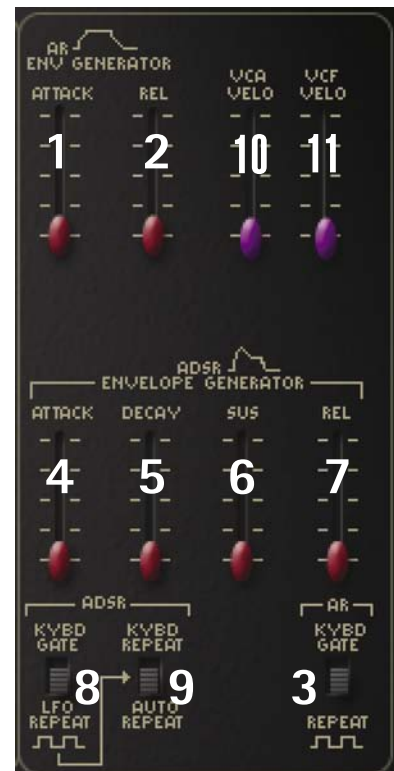 AR
ENV GENERATOR
ATTACK REL
VCA VELO
VCF VELO
1 2 10 11
ADSR
ENVELOPE GENERATOR
ATTACK DECAY SUS REL
4 5 6 7
ADSR
AR
KYBD GATE
KYBD REPEAT
KYBD GATE
8 9 3
LFO REPEAT
AUTO REPEAT
REPEAT